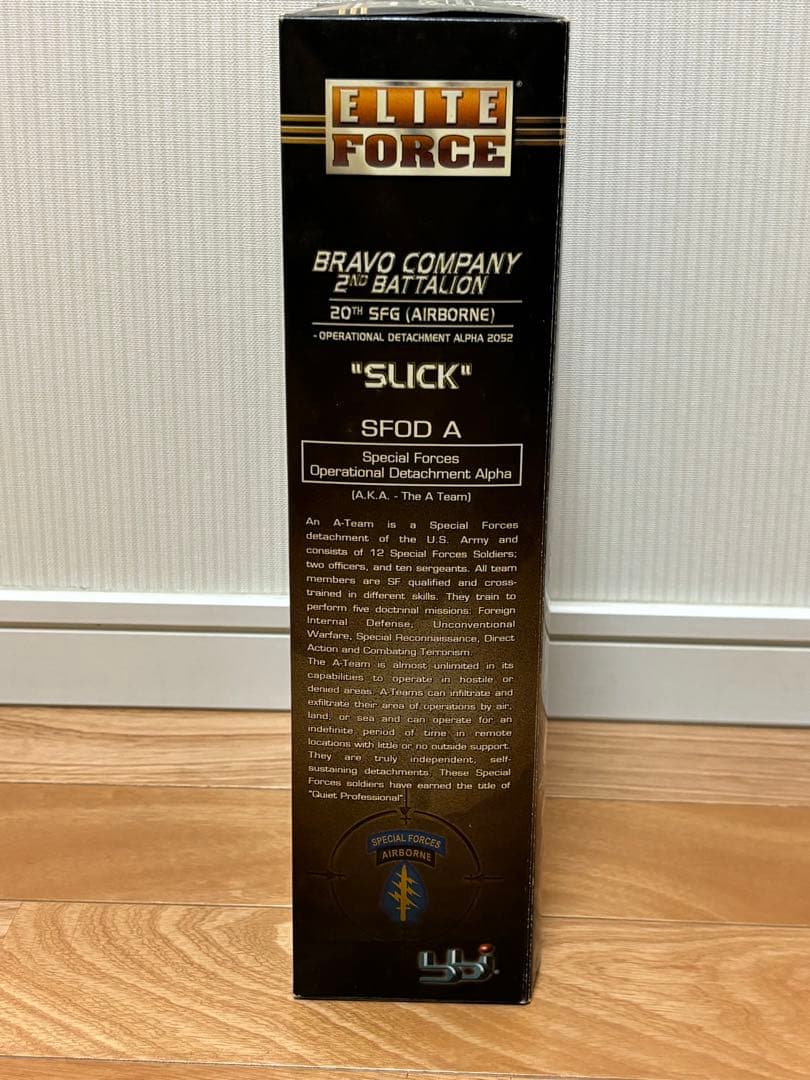 ELITE
FORCE
BRAVO COMPANY
2ND BATTALION
20TH SFG (AIRBORNE)
- OPERATIONAL DETACHMENT ALPHA 2052
"SLICK"
SFOD A
Special Forces
Operational Detachment Alpha
(A.K.A. - The A Team)
An A-Team is a Special Forces
detachment of the U.S. Army and
consists of 12 Special Forces Soldiers;
two officers, and ten sergeants. All team
members are SF qualified and cross-
trained in different skills. They train to
perform five doctrinal missions: Foreign
Internal Defense, Unconventional
Warfare, Special Reconnaissance, Direct
Action and Combating Terrorism.
The A-Team is almost unlimited in its
capabilities to operate in hostile or
denied areas. A-Teams can infiltrate and
exfiltrate their area of operations by air,
land, or sea and can operate for an
indefinite period of time in remote
locations with little or no outside support.
They are truly independent, self-
sustaining detachments. These Special
Forces soldiers have earned the title of
"Quiet Professional".
SPECIAL FORCES
AIRBORNE
bbi